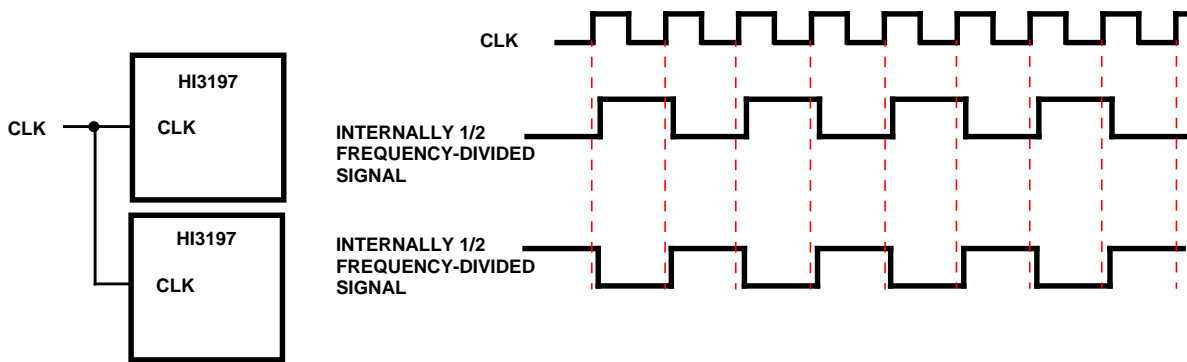 HI3197
CLK
CLK
HI3197
CLK
CLK
INTERNALLY 1/2
FREQUENCY-DIVIDED
SIGNAL
INTERNALLY 1/2
FREQUENCY-DIVIDED
SIGNAL